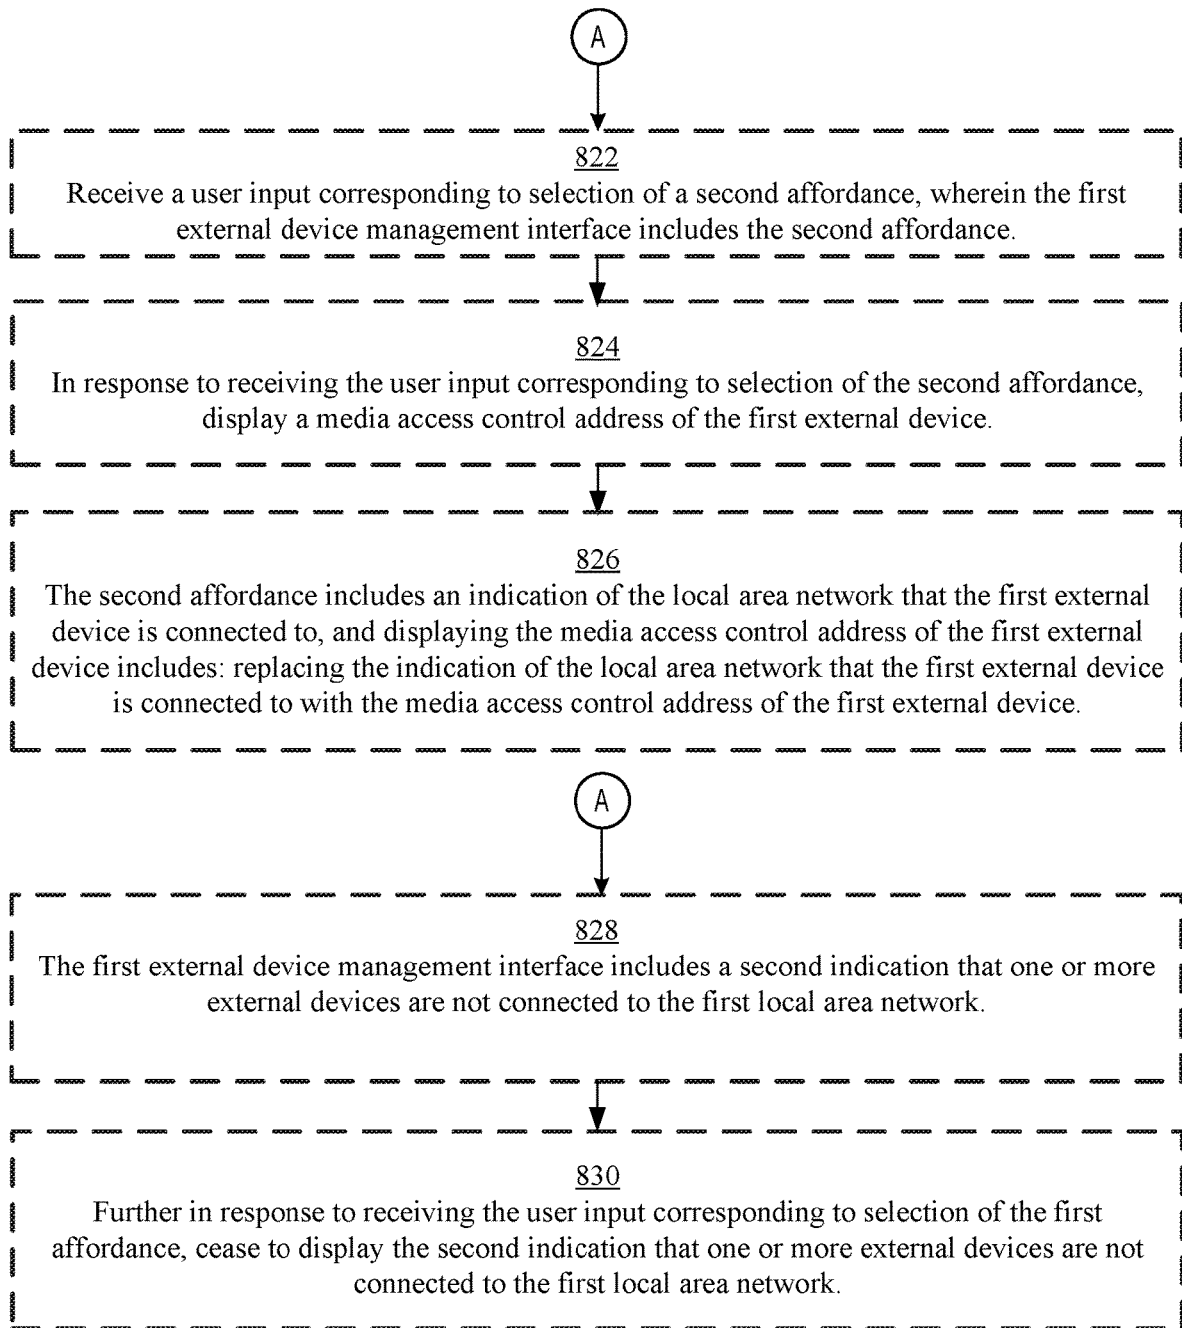 A
822
Receive a user input corresponding to selection of a second affordance, wherein the first
external device management interface includes the second affordance.
824
In response to receiving the user input corresponding to selection of the second affordance,
display a media access control address of the first external device.
826
The second affordance includes an indication of the local area network that the first external
device is connected to, and displaying the media access control address of the first external
device includes: replacing the indication of the local area network that the first external device
is connected to with the media access control address of the first external device.
A
828
The first external device management interface includes a second indication that one or more
external devices are not connected to the first local area network.
830
Further in response to receiving the user input corresponding to selection of the first
affordance, cease to display the second indication that one or more external devices are not
connected to the first local area network.